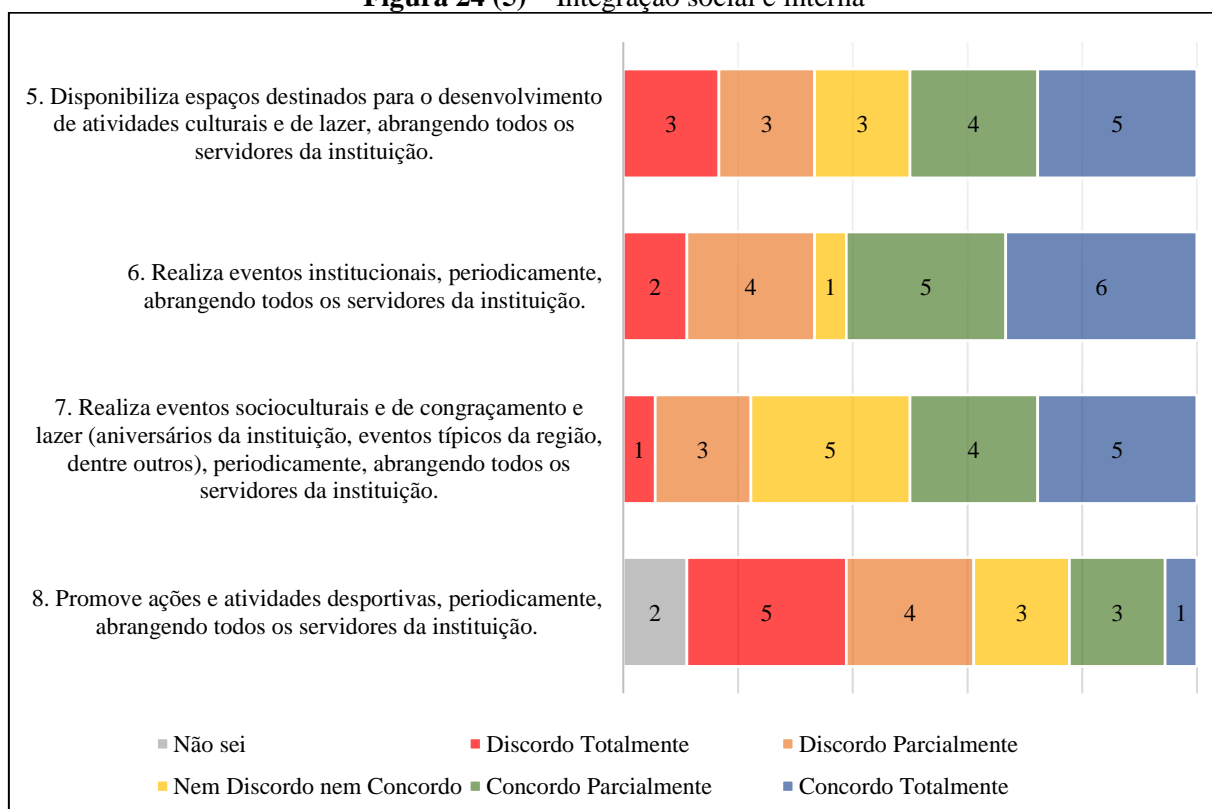 Figura 24 (5) – Integração social e interna
5. Disponibiliza espaços destinados para o desenvolvimento
de atividades culturais e de lazer, abrangendo todos os
servidores da instituição.
3 3 3 4 5
6. Realiza eventos institucionais, periodicamente,
abrangendo todos os servidores da instituição.
2 4 1 5 6
7. Realiza eventos socioculturais e de congraçamento e
lazer (aniversários da instituição, eventos típicos da região,
dentre outros), periodicamente, abrangendo todos os
servidores da instituição.
1 3 5 4 5
8. Promove ações e atividades desportivas, periodicamente,
abrangendo todos os servidores da instituição.
2 5 4 3 3 1
Não sei Discordo Totalmente Discordo Parcialmente
Nem Discordo nem Concordo Concordo Parcialmente Concordo Totalmente